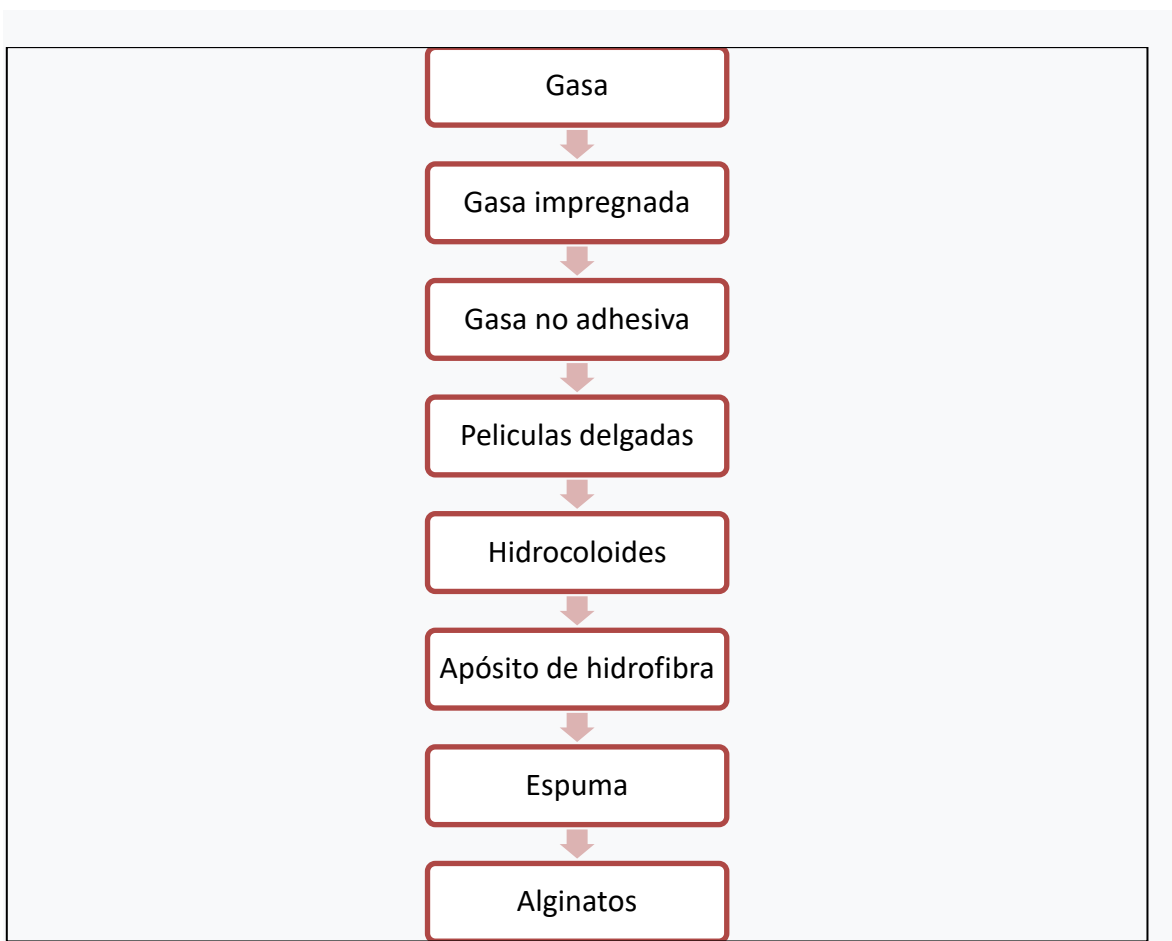 Gasa
Gasa impregnada
Gasa no adhesiva
Peliculas delgadas
Hidrocoloides
Apósito de hidrofibra
Espuma
Alginatos